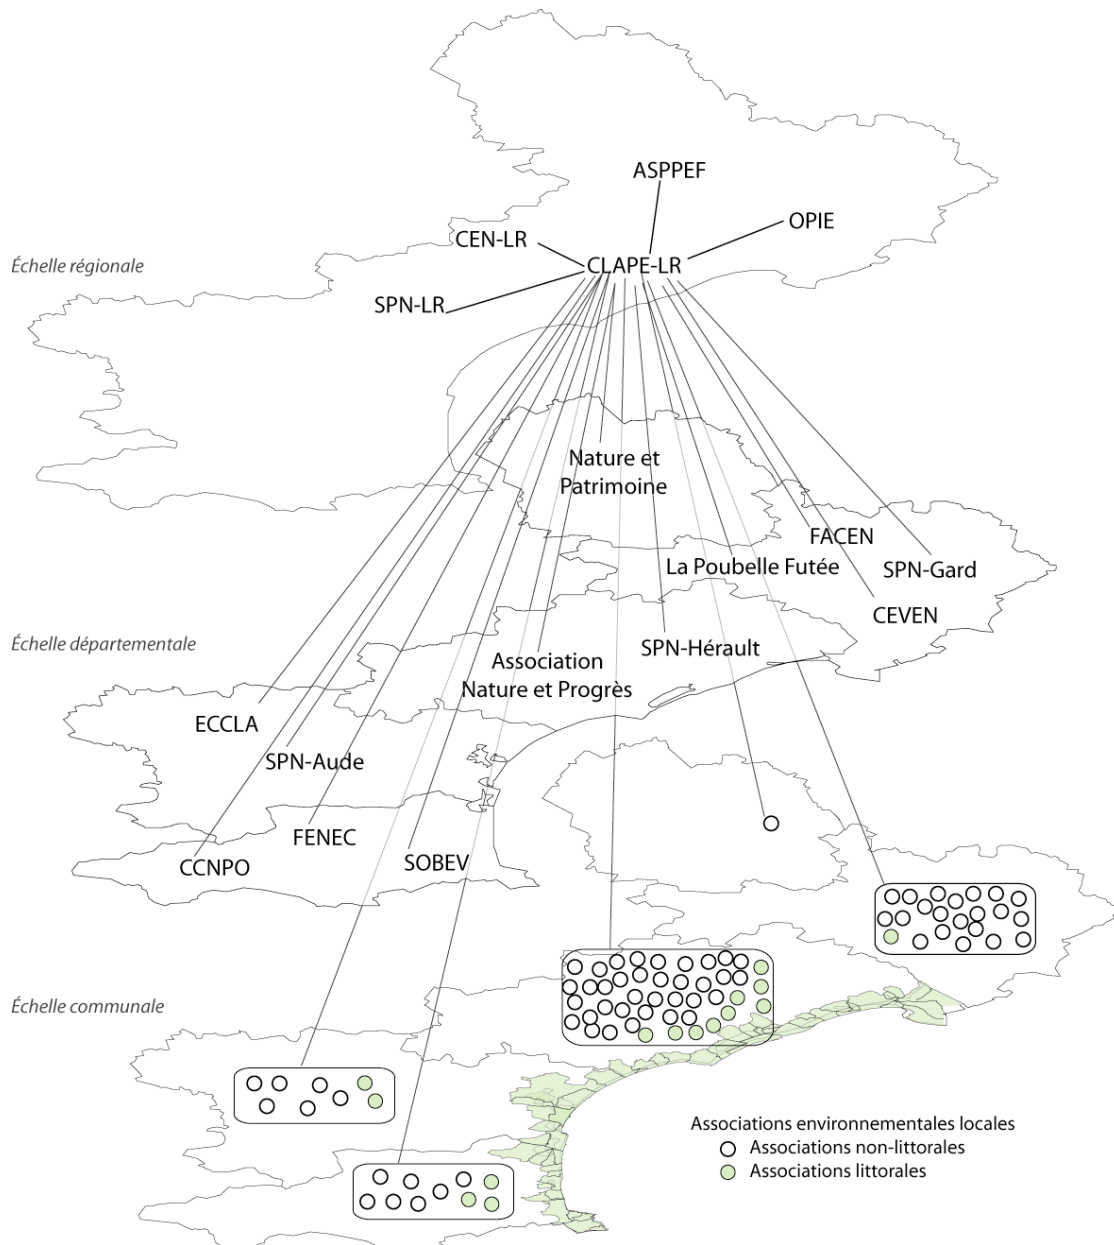 ASPPEF
OPIE
CEN-LR
CLAPE-LR
Échelle régionale
SPN-LR
Nature et
Patrimoine
FACEN
La Poubelle Futée
SPN-Gard
CEVEN
Échelle départementale
SPN-Hérault
Association
Nature et Progrès
ECCLA
SPN-Aude
FENEC
SOBEV
CCNPO
Échelle communale
Associations environnementales locales
Associations non-littorales
Associations littorales